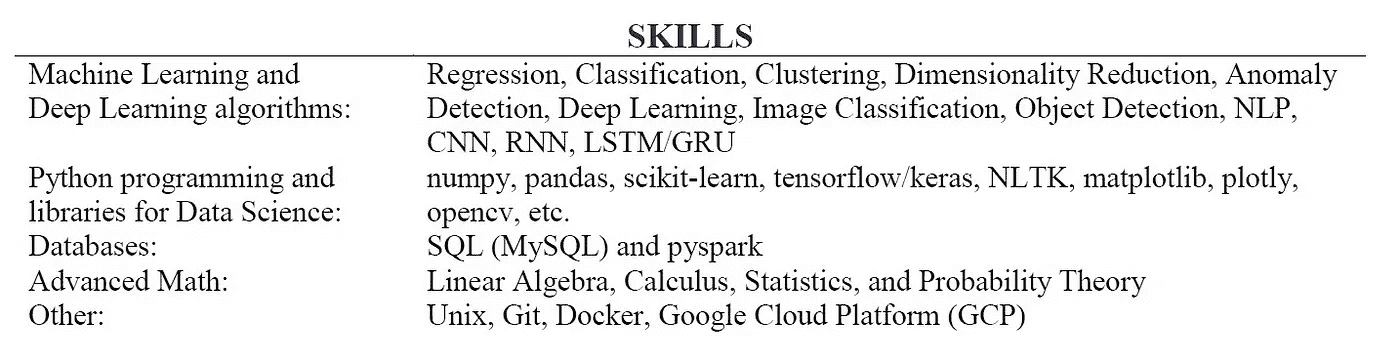 SKILLS
Machine Learning and Regression, Classification, Clustering, Dimensionality Reduction, Anomaly
Deep Learning algorithms: Detection, Deep Learning, Image Classification, Object Detection, NLP,
CNN, RNN, LSTM/GRU
Python programming and numpy, pandas, scikit-learn, tensorflow/keras, NLTK, matplotlib, plotly,
libraries for Data Science: opencv, etc.
Databases: SQL (MySQL) and pyspark
Advanced Math: Linear Algebra, Calculus, Statistics, and Probability Theory
Other: Unix, Git, Docker, Google Cloud Platform (GCP)